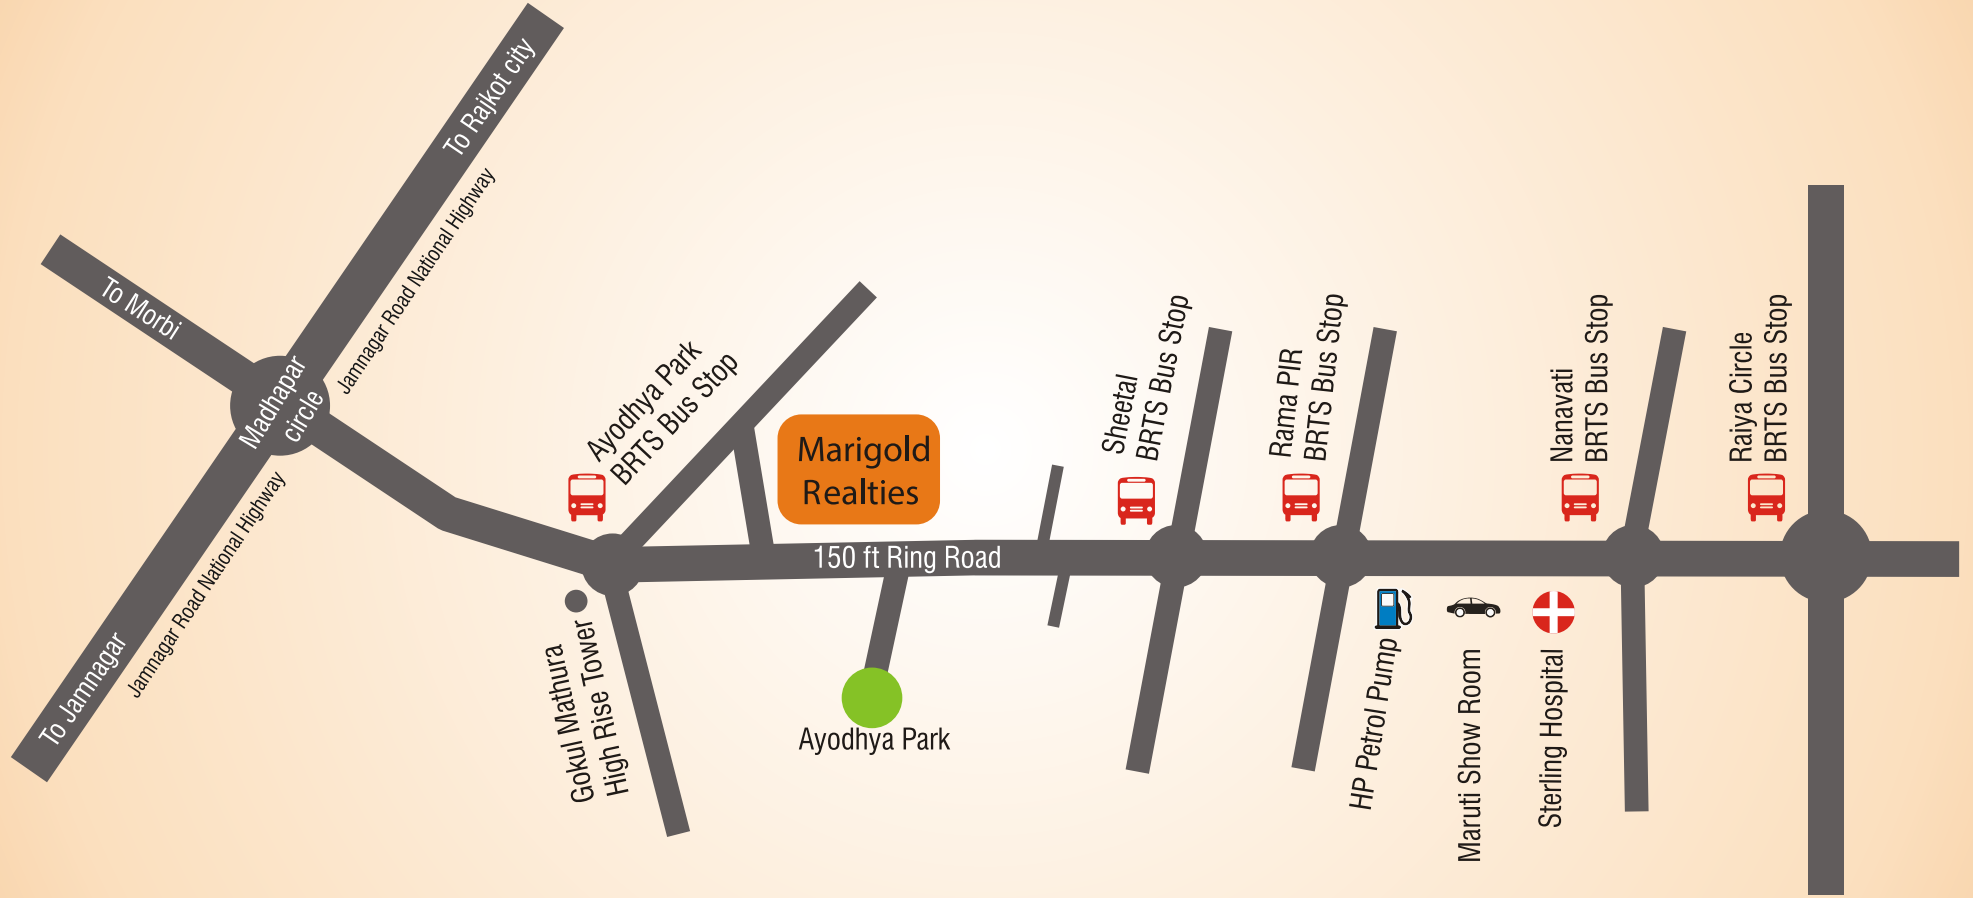 To Rajkot city
Jamnagar Road National Highway
To Morbi
Madhapar
circle
Jamnagar Road National Highway
To Jamnagar
Ayodhya Park
BRTS Bus Stop
Marigold
Realties
150 ft Ring Road
Gokul Mathura
High Rise Tower
Ayodhya Park
Sheetal
BRTS Bus Stop
Rama PIR
BRTS Bus Stop
Nanavati
BRTS Bus Stop
Raiya Circle
BRTS Bus Stop
HP Petrol Pump
Maruti Show Room
Sterling Hospital